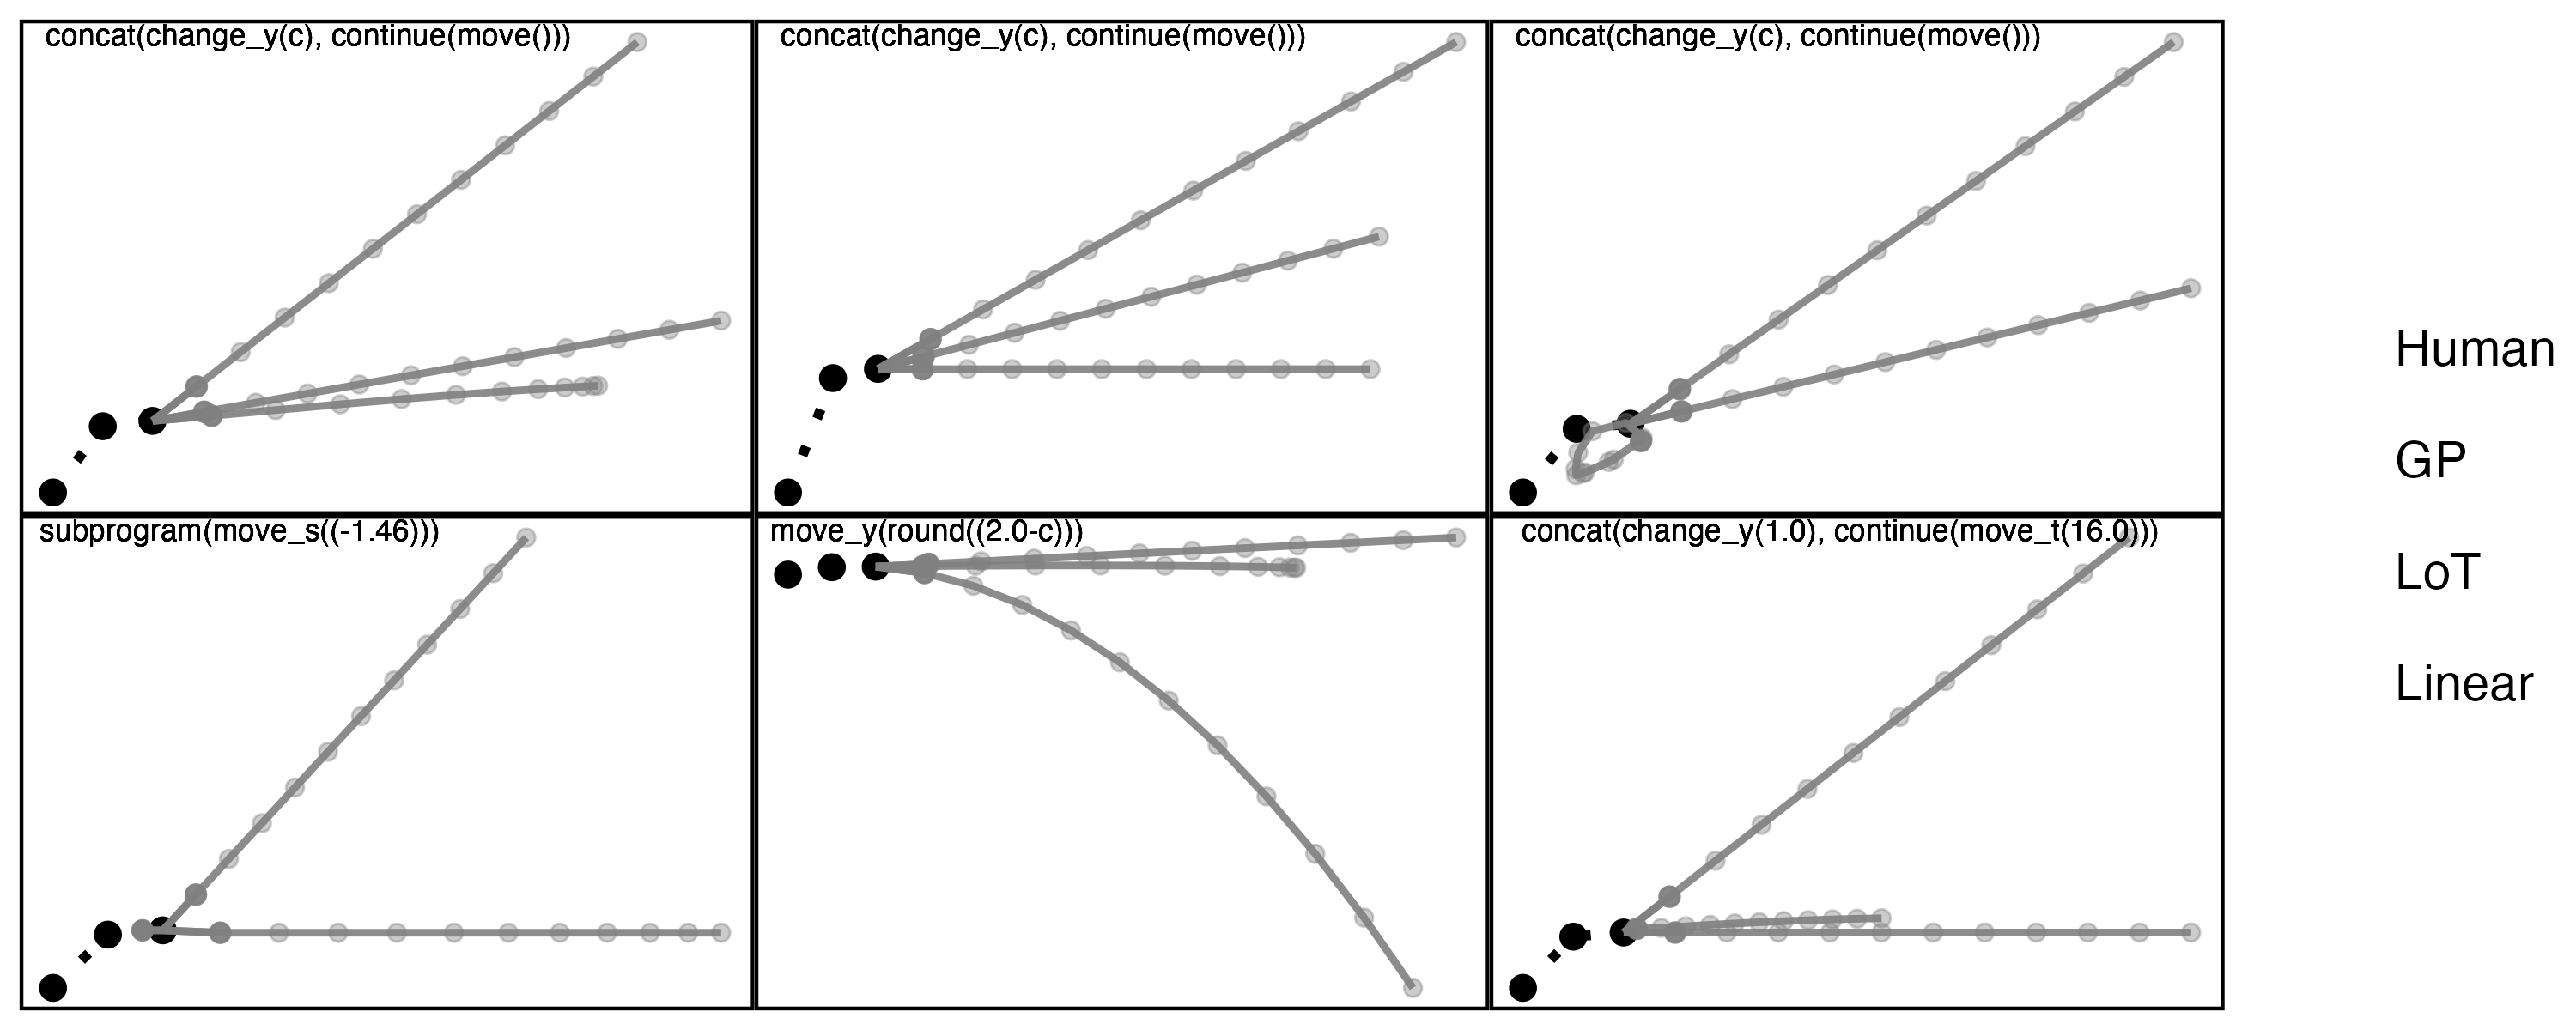 concat(change_y(c), continue(move()))
concat(change_y(c), continue(move()))
concat(change_y(c), continue(move()))
subprogram(move_s((-1.46)))
move_y(round((2.0-c)))
concat(change_y(1.0), continue(move_t(16.0)))
Human
GP
LoT
Linear